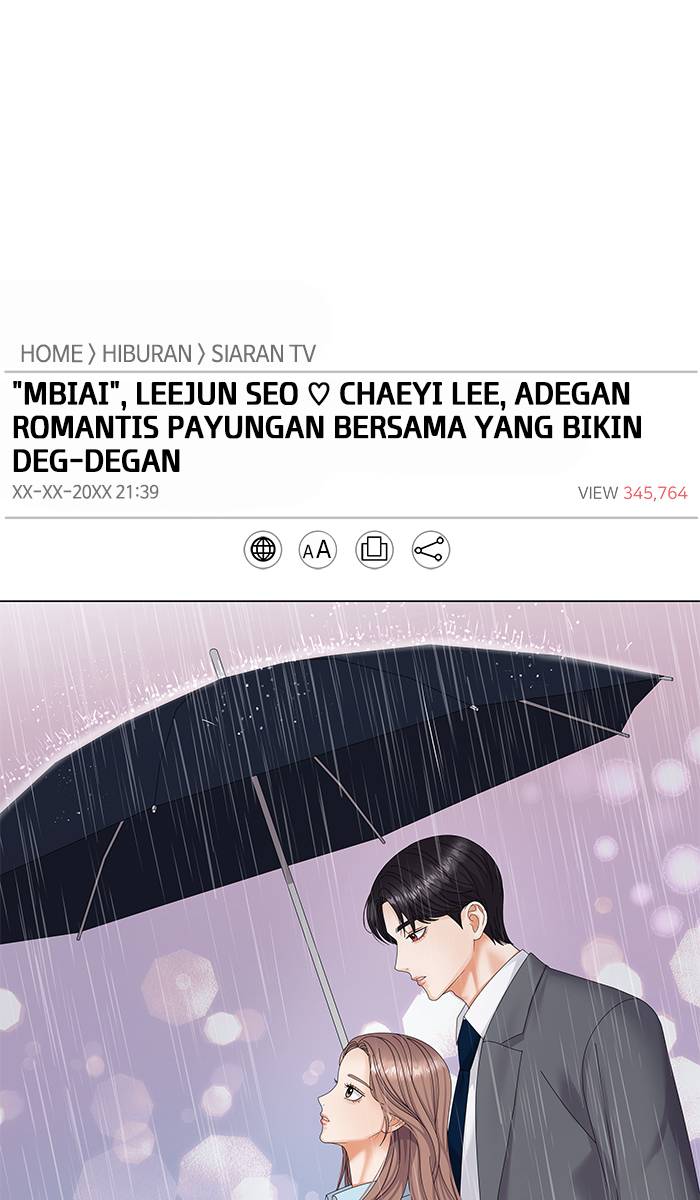 HOME 〉HIBURAN 〉SIARAN TV
"MBIAI", LEEJUN SEO ♡ CHAEYI LEE, ADEGAN
ROMANTIS PAYUNGAN BERSAMA YANG BIKIN
DEG-DEGAN
XX-XX-20XX 21:39 VIEW 345,764
AA